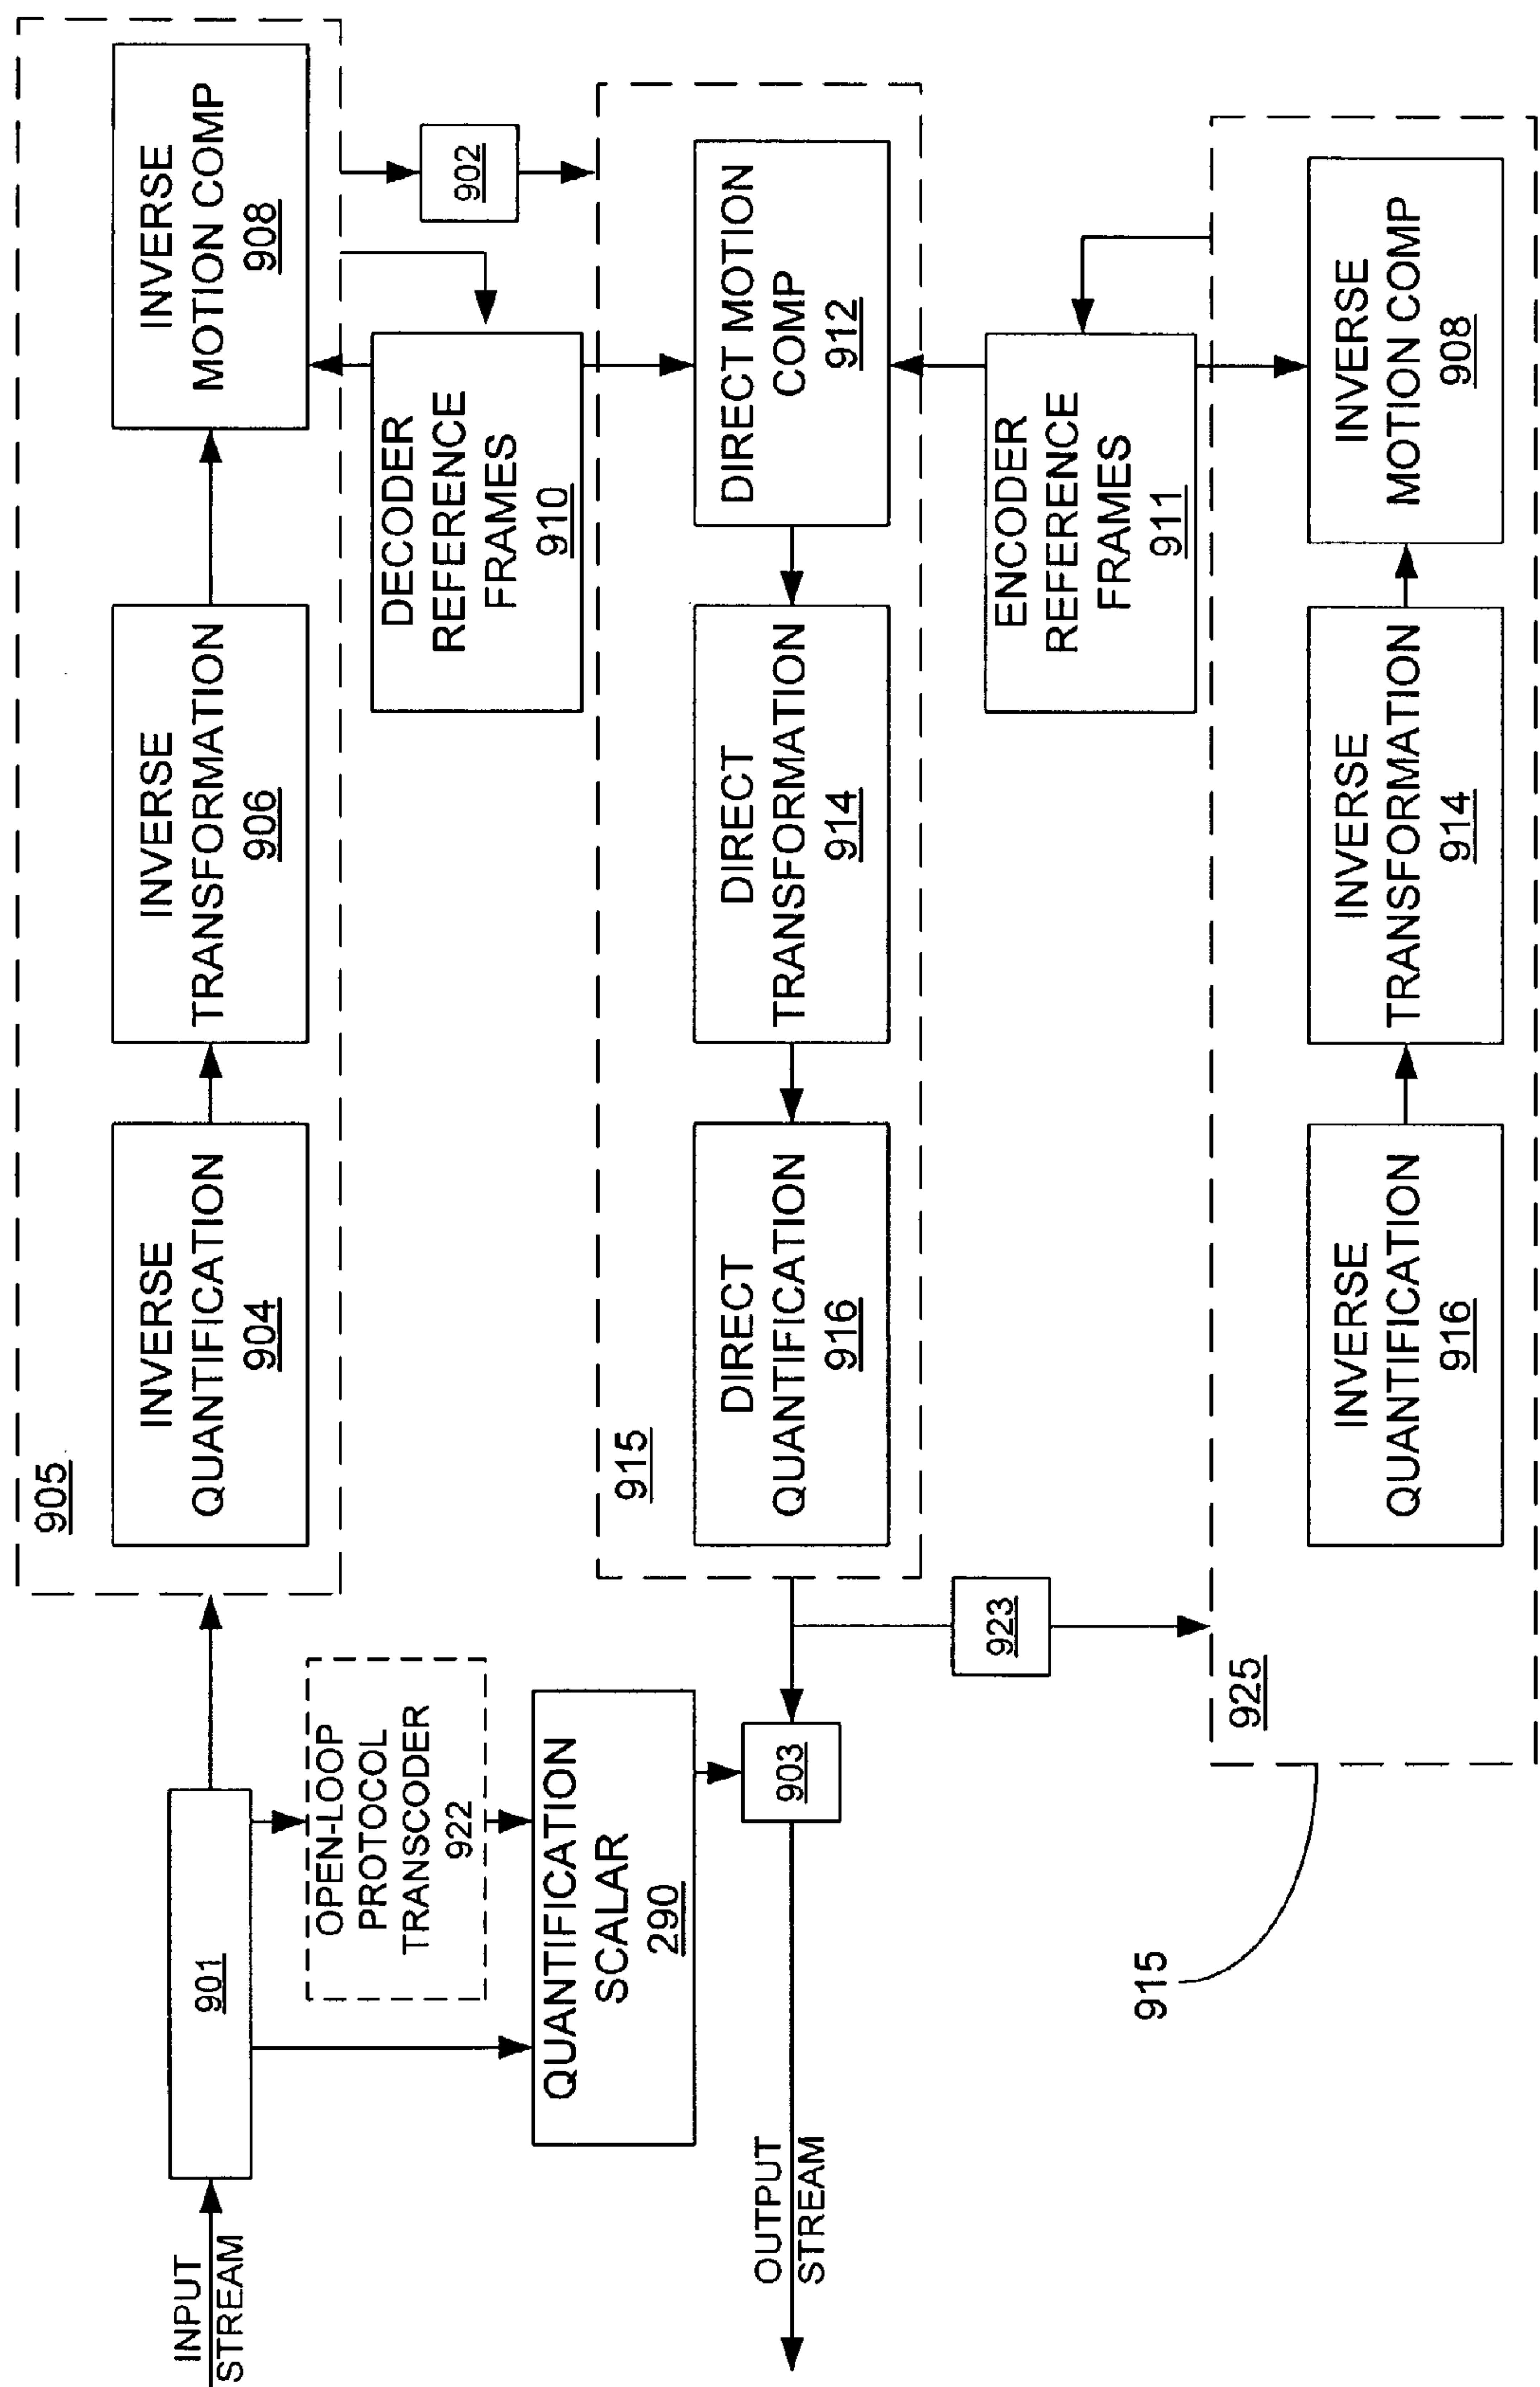 INPUT
STREAM
901
905
INVERSE
QUANTIFICATION
904
INVERSE
TRANSFORMATION
906
INVERSE
MOTION COMP
908
OPEN-LOOP
PROTOCOL
TRANSCODER
922
DECODER
REFERENCE
FRAMES
910
902
QUANTIFICATION
SCALAR
290
OUTPUT
STREAM
903
915
DIRECT
QUANTIFICATION
916
DIRECT
TRANSFORMATION
914
DIRECT MOTION
COMP
912
923
ENCODER
REFERENCE
FRAMES
911
915
925
INVERSE
QUANTIFICATION
916
INVERSE
TRANSFORMATION
914
INVERSE
MOTION COMP
908